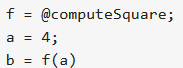 f = @computeSquare;
a = 4;
b = f(a)